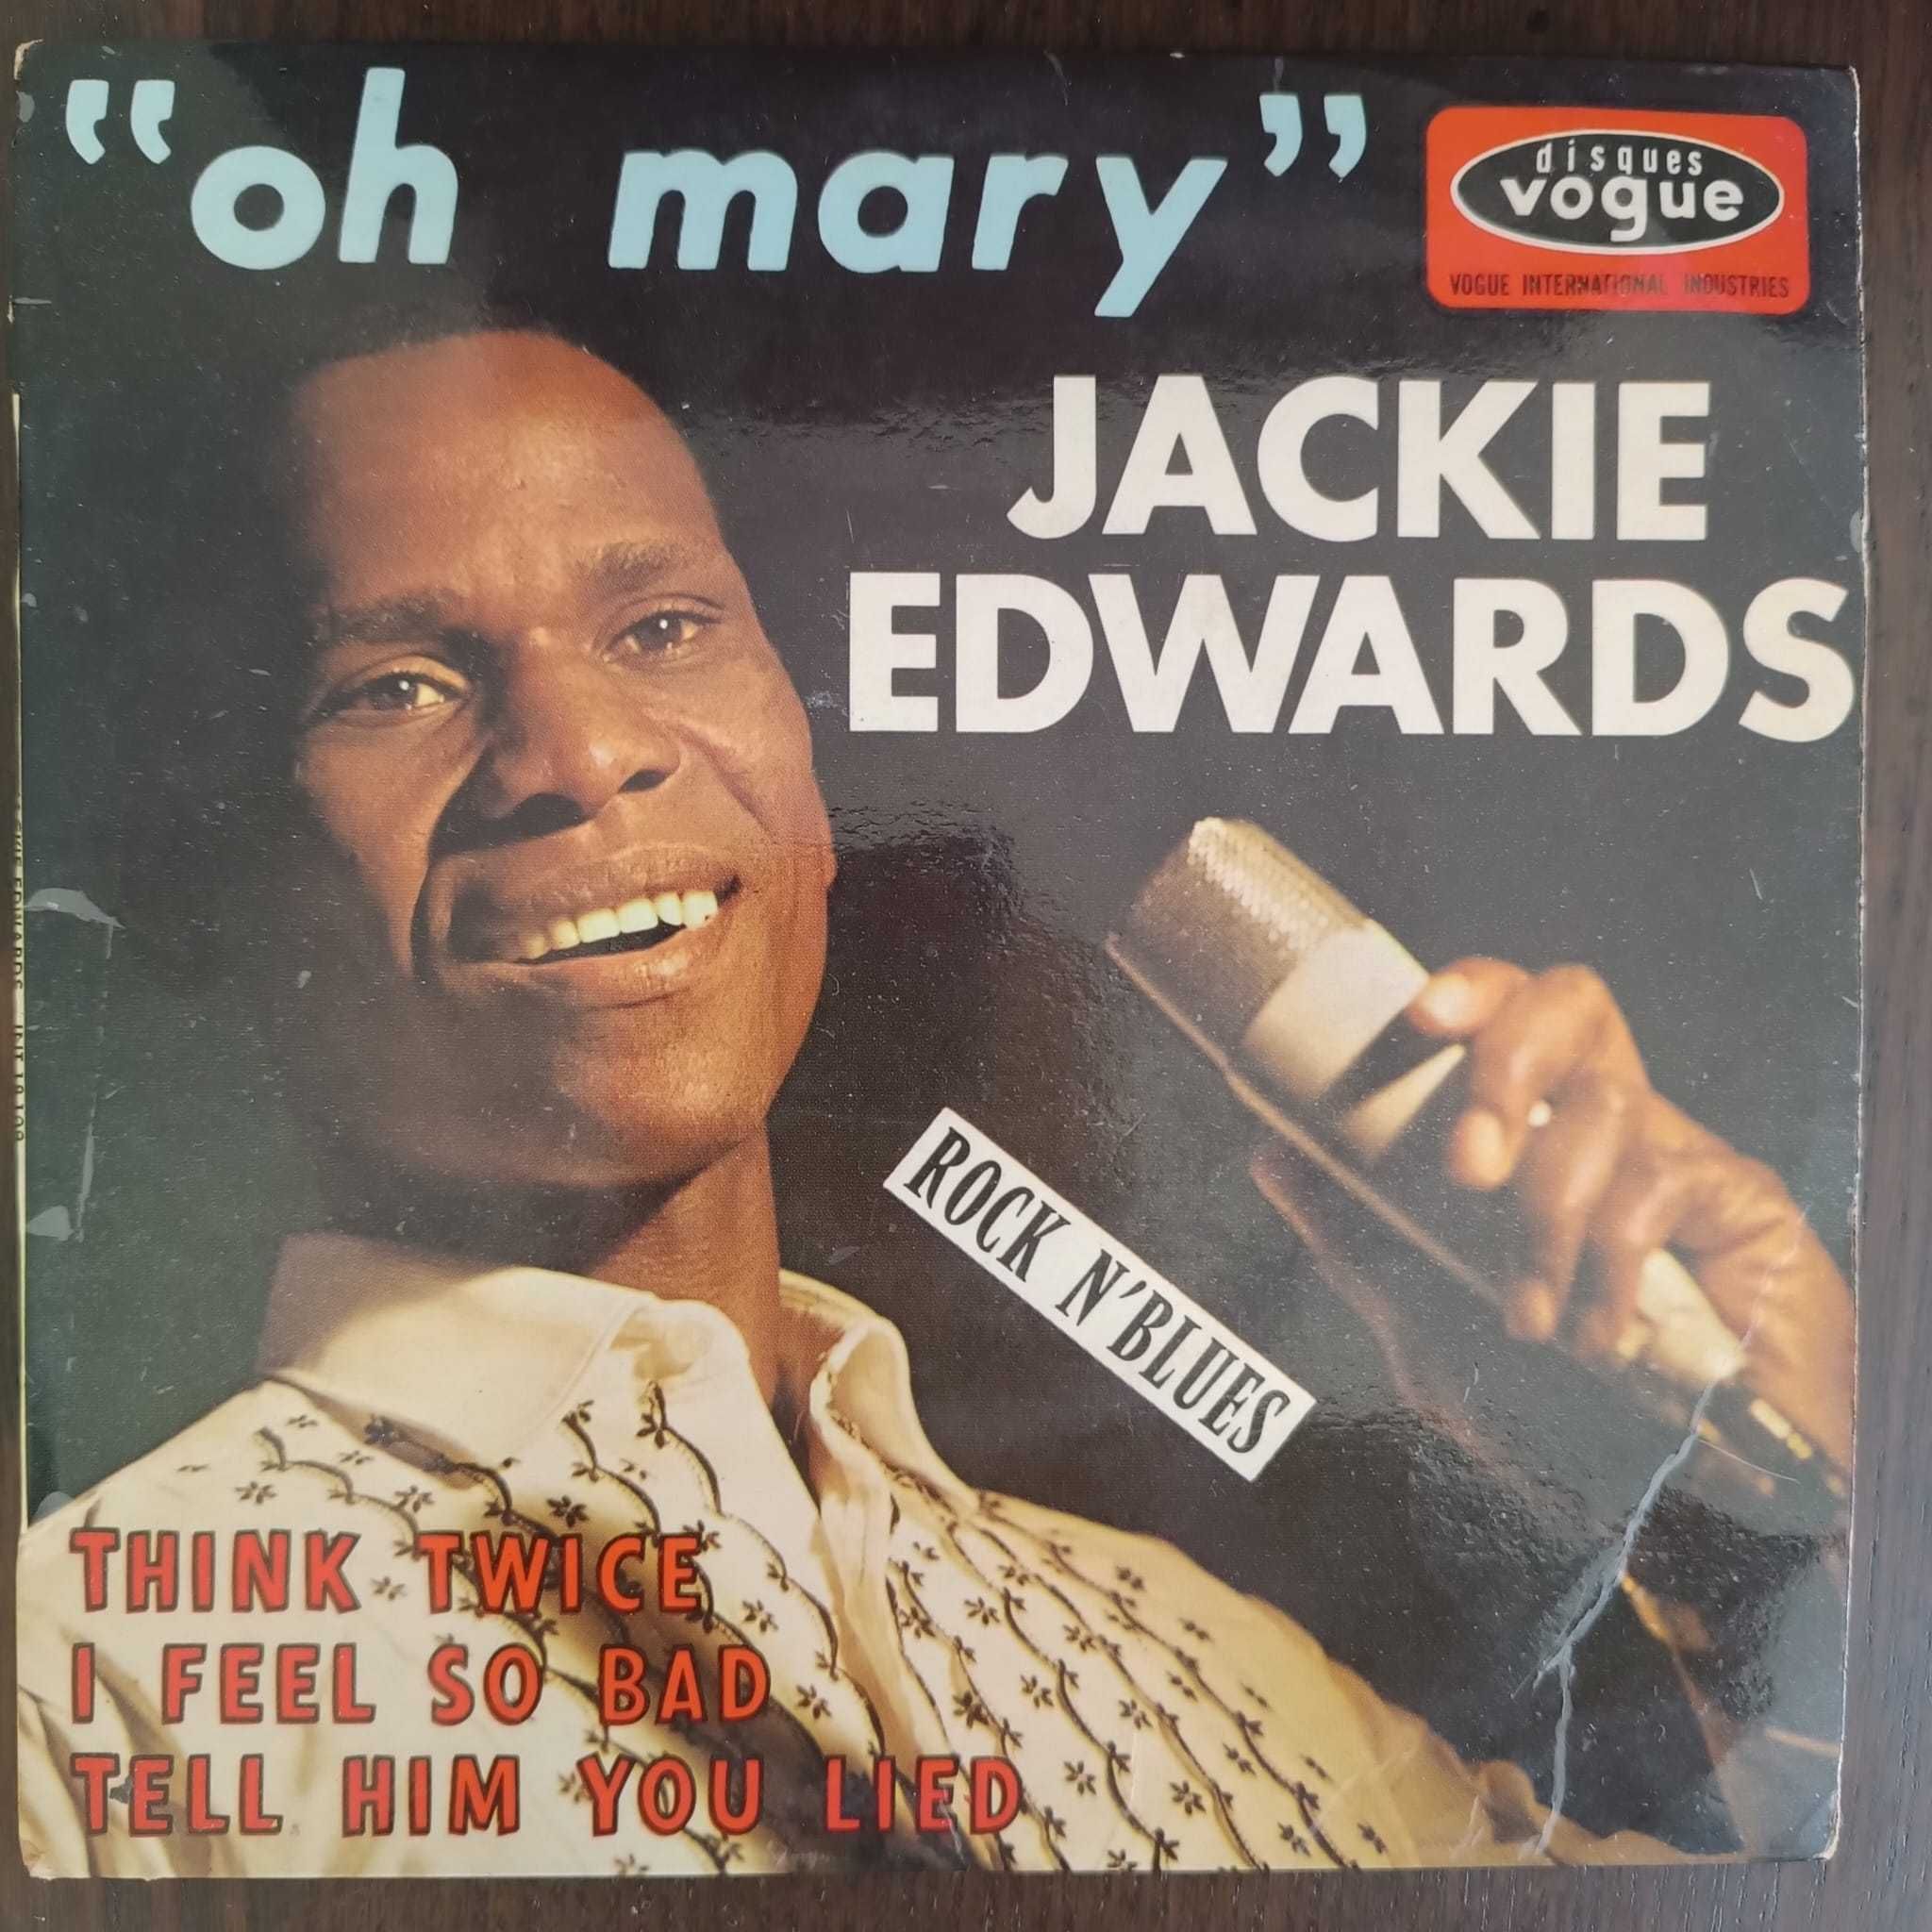 “oh mary”
disques
vogue
VOGUE INTERNATIONAL INDUSTRIES
JACKIE
EDWARDS
ROCK N'BLUES
THINK TWICE
I FEEL SO BAD
TELL HIM YOU LIED